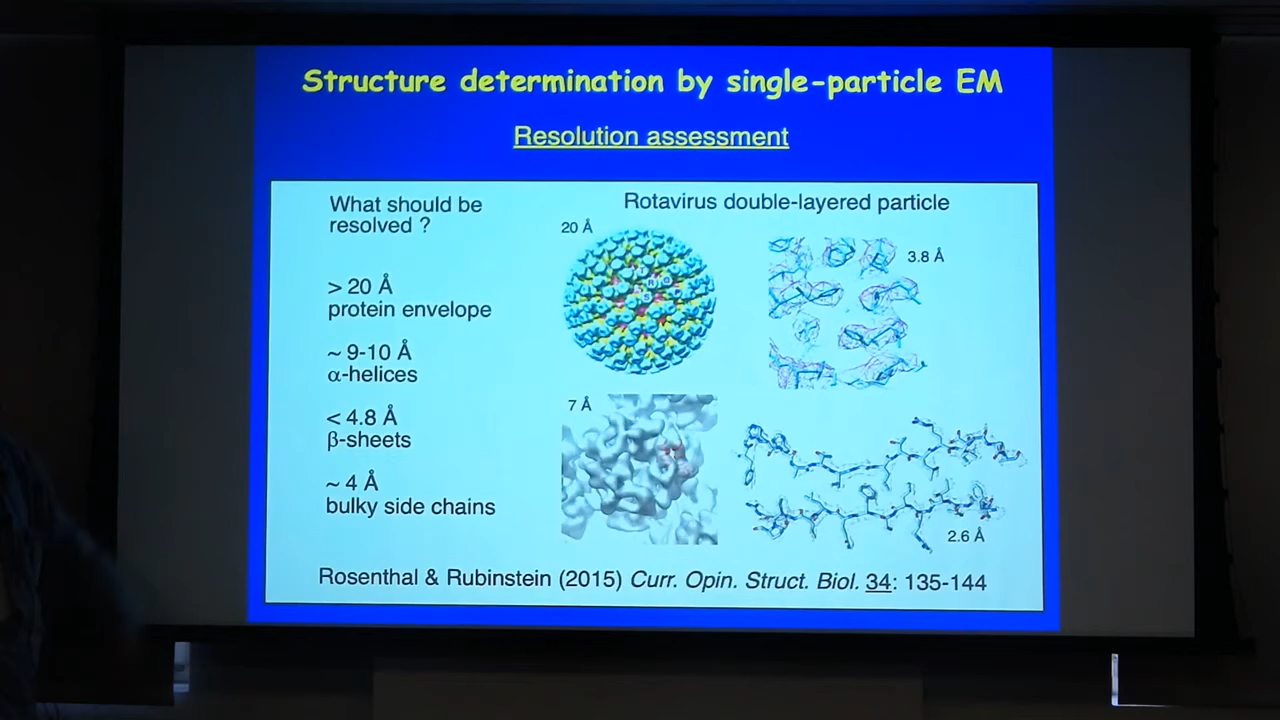 Structure determination by single-particle EM
Resolution assessment
What should be
resolved ?
> 20 Å
protein envelope
~ 9-10 Å
α-helices
< 4.8 Å
β-sheets
~ 4 Å
bulky side chains
Rotavirus double-layered particle
20 Å
3.8 Å
7 Å
2.6 Å
Rosenthal & Rubinstein (2015) Curr. Opin. Struct. Biol. 34: 135-144